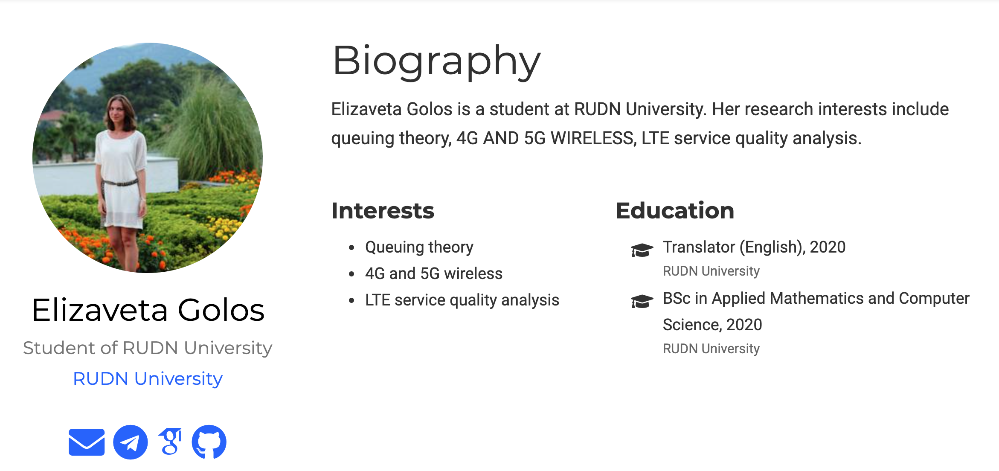 Elizaveta Golos
Student of RUDN University
RUDN University
Biography
Elizaveta Golos is a student at RUDN University. Her research interests include
queuing theory, 4G AND 5G WIRELESS, LTE service quality analysis.
Interests
Queuing theory
4G and 5G wireless
LTE service quality analysis
Education
Translator (English), 2020
RUDN University
BSc in Applied Mathematics and Computer
Science, 2020
RUDN University